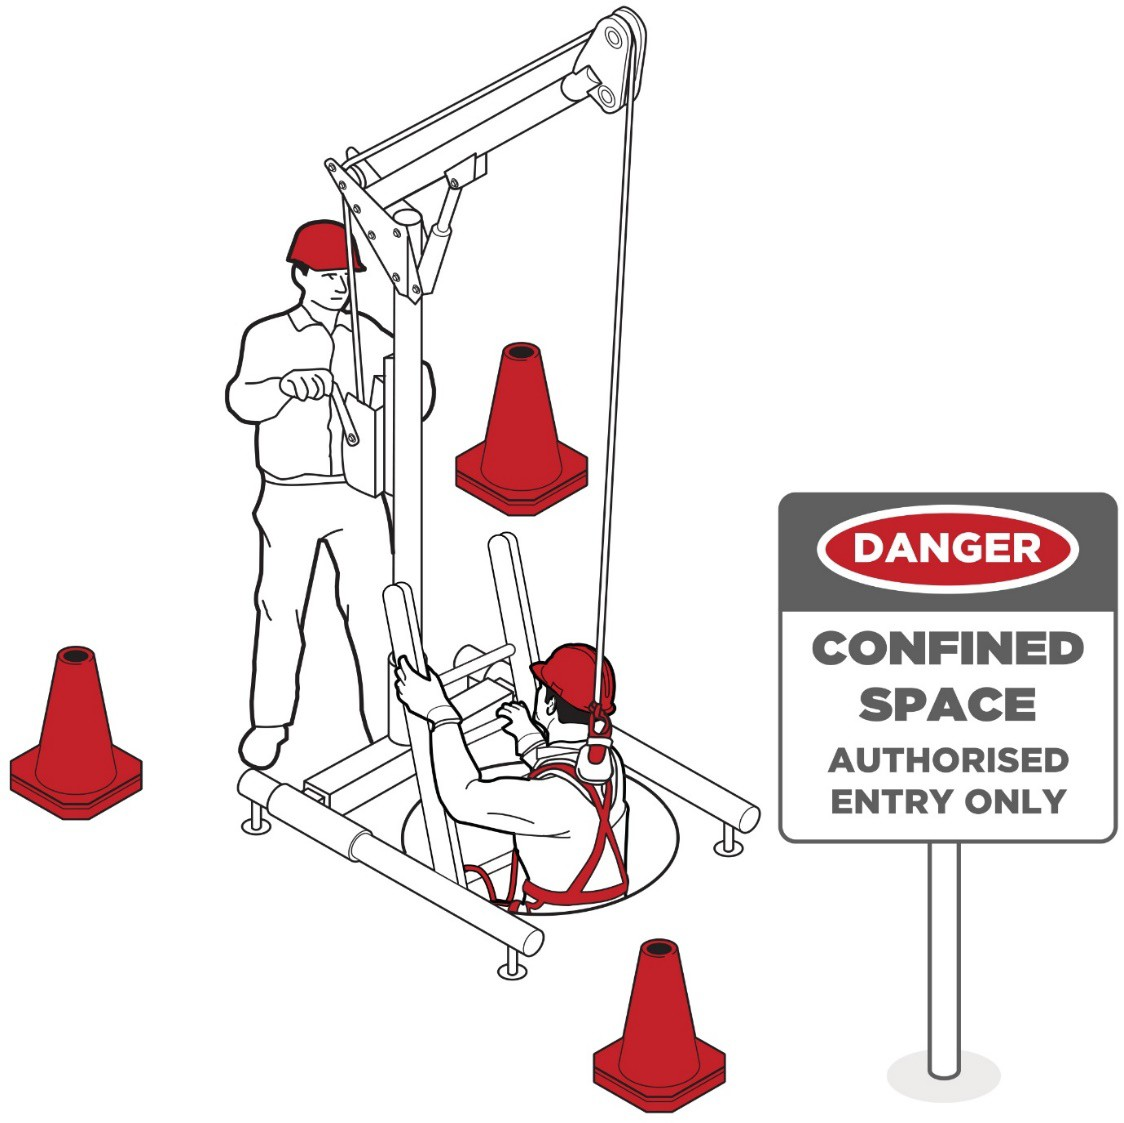 DANGER
CONFINED
SPACE
AUTHORISED
ENTRY ONLY